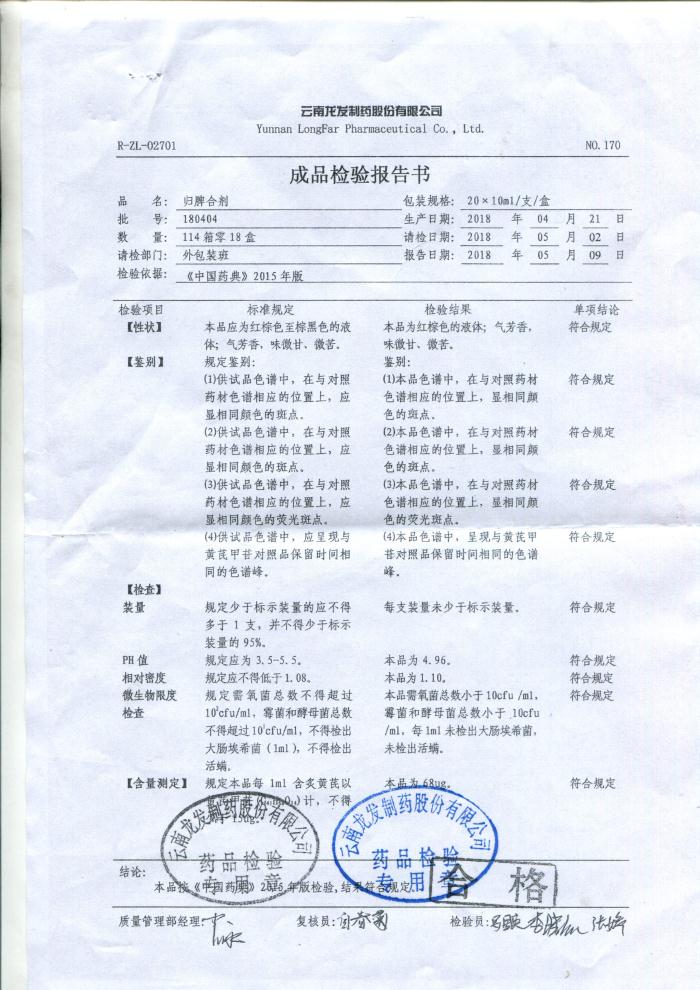 云南龙发制药股份有限公司
Yunnan LongFar Pharmaceutical Co., Ltd.
R-ZL-02701 NO.170
成品检验报告书
品 名: 归牌合剂 包装规格: 20×10ml/支/盒
批 号: 180404 生产日期: 2018 年 04 月 21 日
数 量: 114箱零18盒 请检日期: 2018 年 05 月 02 日
请检部门: 外包装班 报告日期: 2018 年 05 月 09 日
检验依据: 《中国药典》2015年版
检验项目 标准规定 检验结果 单项结论
【性状】 本品应为红棕色至棕黑色的液 本品为红棕色的液体；气芳香， 符合规定
体；气芳香，味微甘、微苦。 味微甘、微苦。
【鉴别】 规定鉴别: 鉴别:
(1)供试品色谱中，在与对照 (1)本品色谱中，在与对照药材 符合规定
药材色谱相应的位置上，应 色谱相应的位置上，显相同颜
显相同颜色的斑点。 色的斑点。
(2)供试品色谱中，在与对照 (2)本品色谱中，在与对照药材 符合规定
药材色谱相应的位置上，应 色谱相应的位置上，显相同颜
显相同颜色的斑点。 色的斑点。
(3)供试品色谱中，在与对照 (3)本品色谱中，在与对照药材 符合规定
药材色谱相应的位置上，应 色谱相应的位置上，显相同颜
显相同颜色的荧光斑点。 色的荧光斑点。
(4)供试品色谱中，应呈现与 (4)本品色谱中，呈现与黄芪甲 符合规定
黄芪甲苷对照品保留时间相 苷对照品保留时间相同的色谱
同的色谱峰。 峰。
【检查】
装量 规定少于标示装量的应不得 每支装量未少于标示装量。 符合规定
多于1支，并不得少于标示
装量的95%。
PH值 规定应为3.5-5.5。 本品为4.96。 符合规定
相对密度 规定应不得低于1.08。 本品为1.10。 符合规定
微生物限度 规定需氧菌总数不得超过 本品需氧菌总数小于10cfu/ml， 符合规定
检查 10²cfu/ml，霉菌和酵母菌总数 霉菌和酵母菌总数小于10cfu
不得超过10¹cfu/ml，不得检出 /ml，每1ml未检出大肠埃希菌，
大肠埃希菌（1ml），不得检出 未检出活螨。
活螨。
【含量测定】 规定本品每1ml含炙黄芪以 本品为68ug。 符合规定
计，不得
15ug。
云南龙发制药股份有限公司
药品检验
专用章
云南龙发制药股份有限公司
药品检验
专用章
合格
结论:
本品按《中国药典》2015年版检验,结果符合规定
质量管理部经理: 复核员: 检验员: